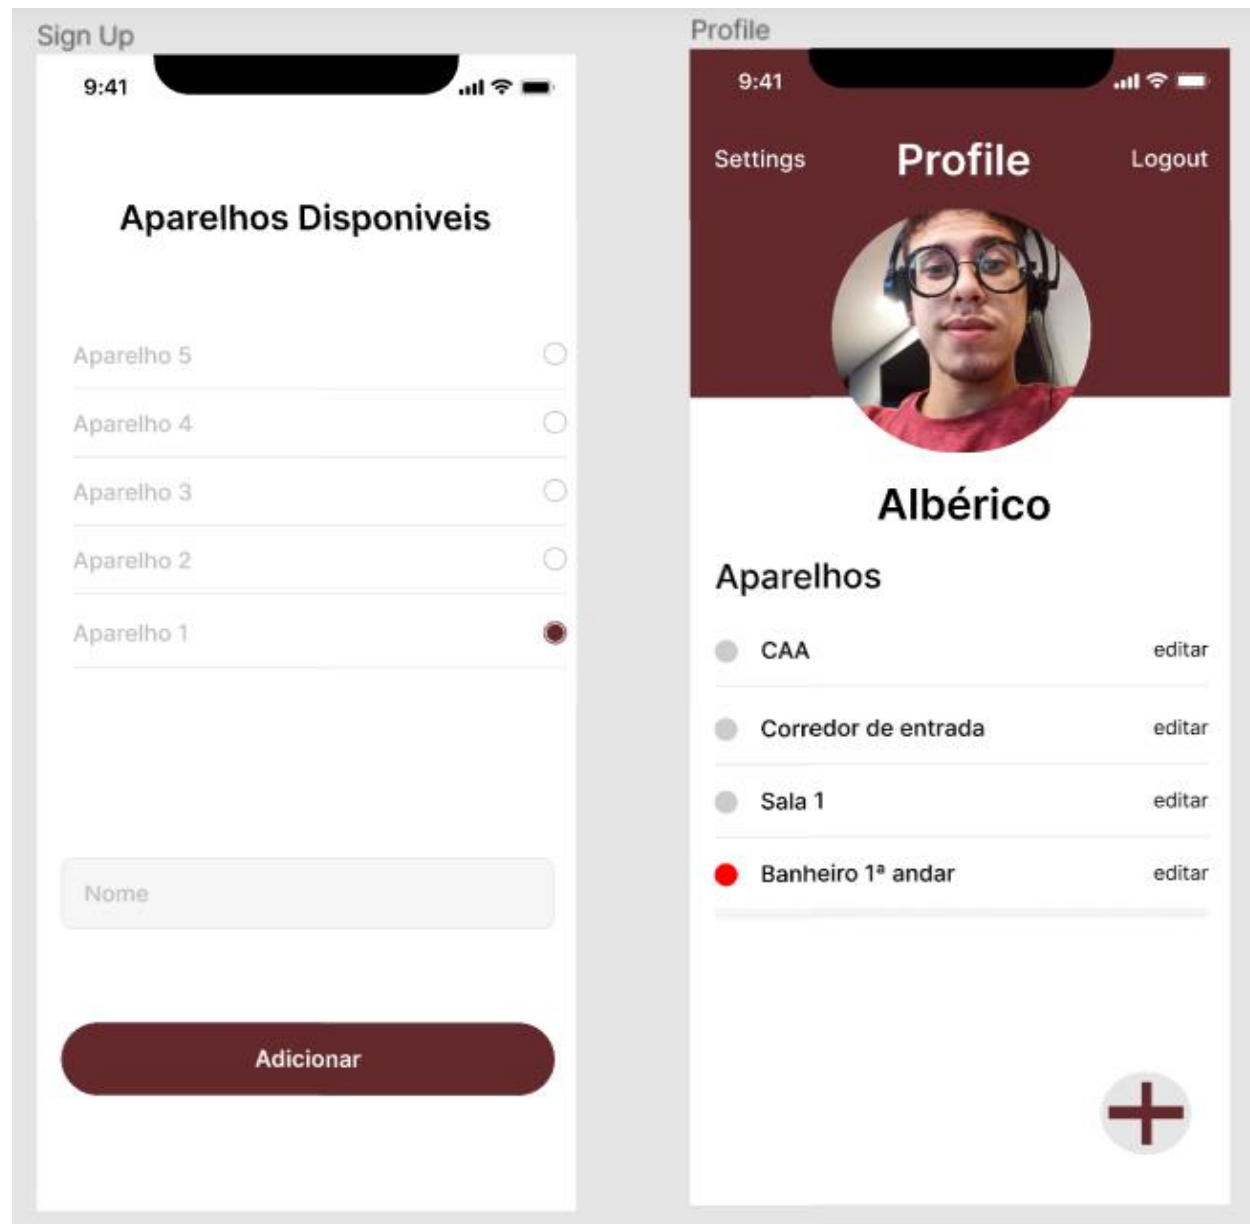 Sign Up
9:41
Aparelhos Disponiveis
Aparelho 5
Aparelho 4
Aparelho 3
Aparelho 2
Aparelho 1
Nome
Adicionar
Profile
9:41
Settings
Profile
Logout
Albérico
Aparelhos
CAA editar
Corredor de entrada editar
Sala 1 editar
Banheiro 1ª andar editar